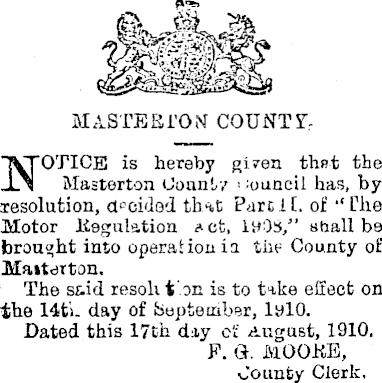 MASTERTON COUNTY.
NOTICE is hereby given that the
Masterton County Council has, by
resolution, decided that Part II. of "The
Motor Regulation Act, 1908," shall be
brought into operation in the County of
Masterton.
The said resolution is to take effect on
the 14th day of September, 1910.
Dated this 17th day of August, 1910.
F. G. MOORE,
County Clerk.